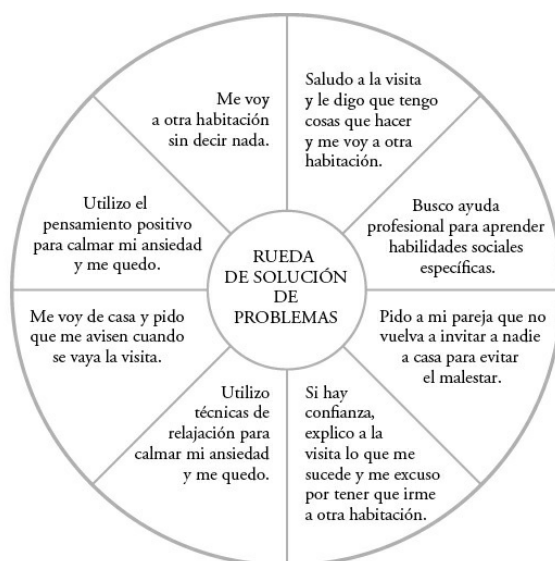 Me voy
a otra habitación
sin decir nada.
Saludo a la visita
y le digo que tengo
cosas que hacer
y me voy a otra
habitación.
Utilizo el
pensamiento positivo
para calmar mi ansiedad
y me quedo.
Busco ayuda
profesional para aprender
habilidades sociales
específicas.
RUEDA
DE SOLUCIÓN
DE
PROBLEMAS
Me voy de casa y pido
que me avisen cuando
se vaya la visita.
Pido a mi pareja que no
vuelva a invitar a nadie
a casa para evitar
el malestar.
Utilizo
técnicas de
relajación para
calmar mi ansiedad
y me quedo.
Si hay
confianza,
explico a la
visita lo que me
sucede y me excuso
por tener que irme
a otra habitación.